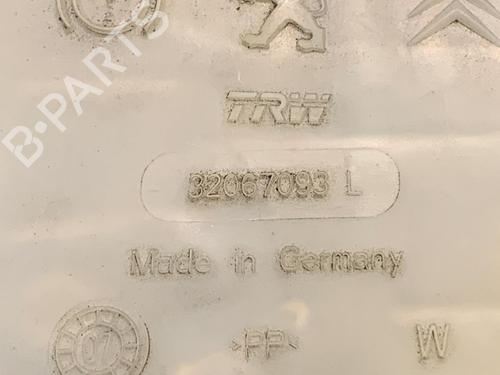 B-PARTS
TRW
32067093 L
Made in Germany
07
>PP<
W